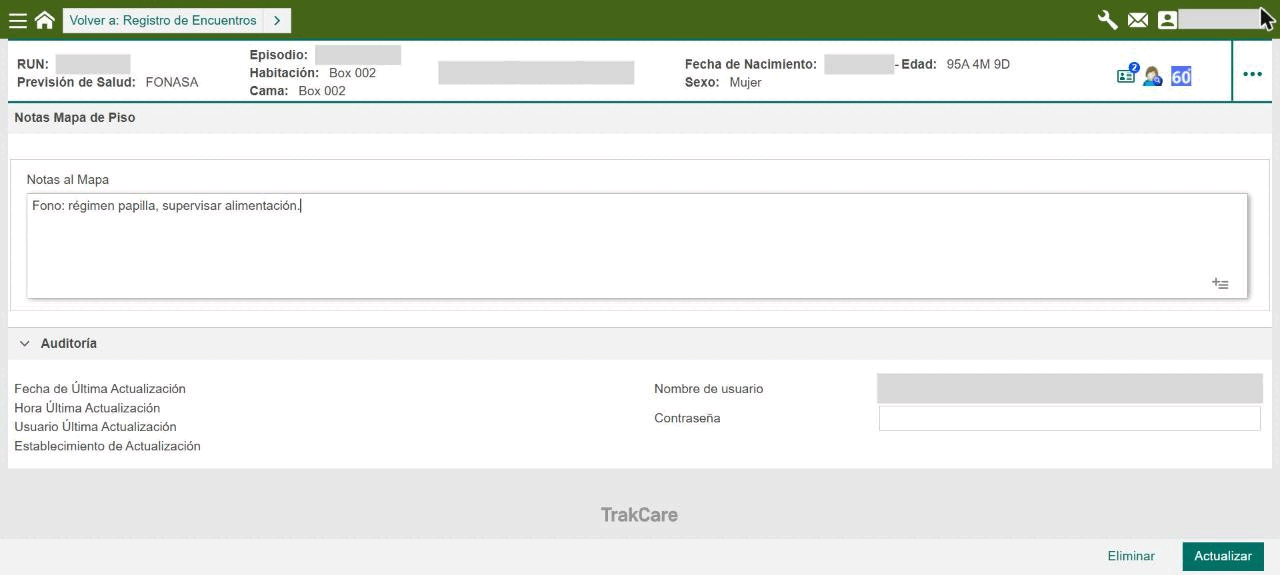 Volver a: Registro de Encuentros
RUN:
Previsión de Salud: FONASA
Episodio:
Habitación: Box 002
Cama: Box 002
Fecha de Nacimiento: - Edad: 95A 4M 9D
Sexo: Mujer
2
60
Notas Mapa de Piso
Notas al Mapa
Fono: régimen papilla, supervisar alimentación.
Auditoría
Fecha de Última Actualización
Hora Última Actualización
Usuario Última Actualización
Establecimiento de Actualización
Nombre de usuario
Contraseña
TrakCare
Eliminar
Actualizar